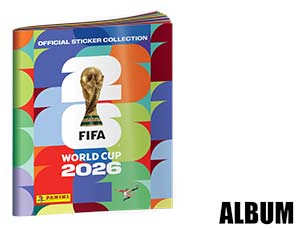 OFFICIAL STICKER COLLECTION
26
FIFA
WORLD CUP
2026
PANINI
ALBUM